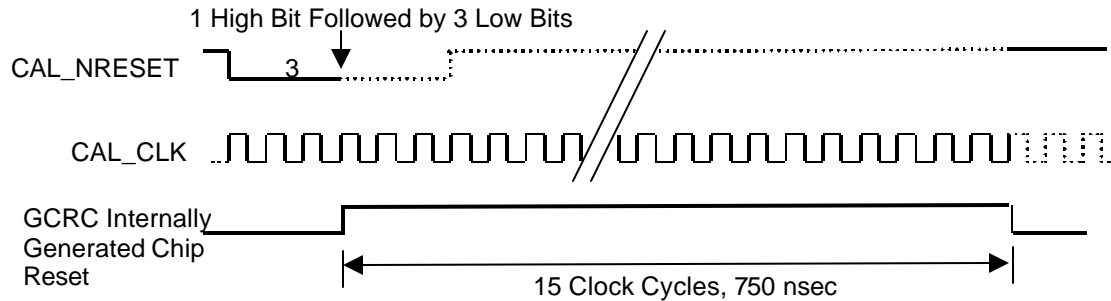 1 High Bit Followed by 3 Low Bits
CAL_NRESET
3
CAL_CLK
GCRC Internally
Generated Chip
Reset
15 Clock Cycles, 750 nsec